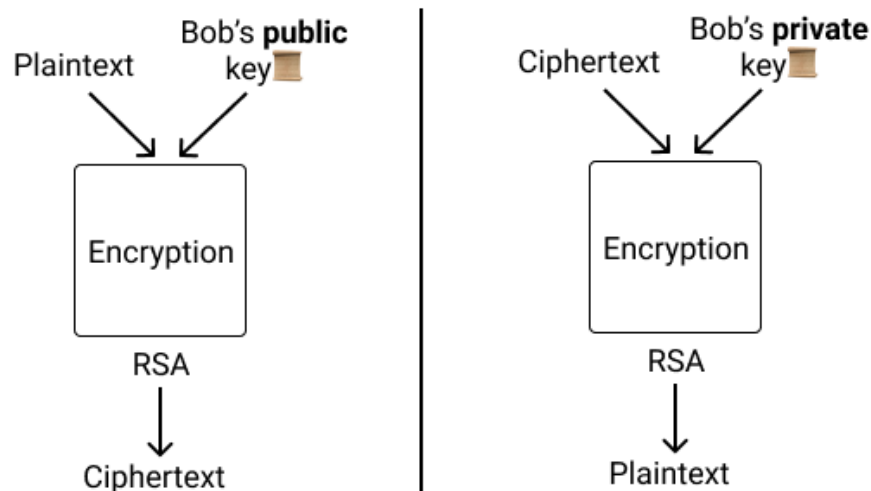 Plaintext
Bob's public
key
Encryption
RSA
Ciphertext
Ciphertext
Bob's private
key
Encryption
RSA
Plaintext